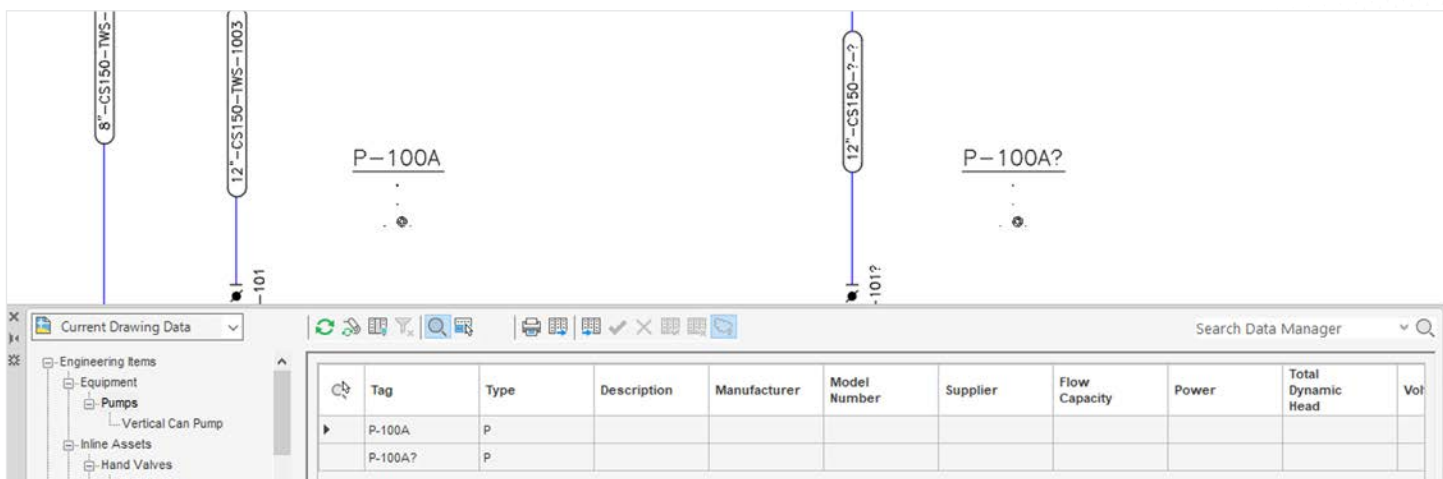 8"-CS150-TWS-
12"-CS150-TWS-1003
12"-CS150-?-?
P-100A
P-100A?
-101
-101?
Current Drawing Data
Search Data Manager
Engineering Items
Equipment
Pumps
Vertical Can Pump
Inline Assets
Hand Valves
Tag Type Description Manufacturer Model Number Supplier Flow Capacity Power Total Dynamic Head Vol
P-100A P
P-100A? P